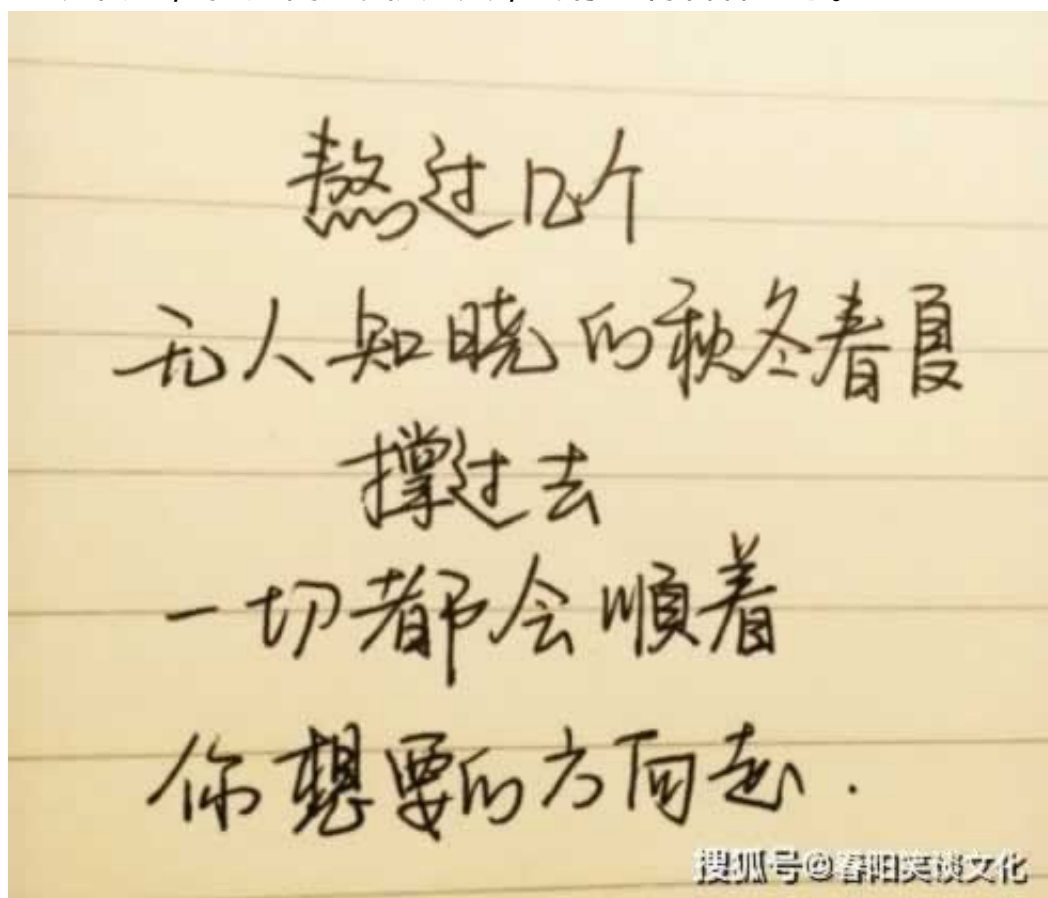 熬过几个
无人知晓的秋冬春夏
撑过去
一切都会顺着
你想要的方向走.
搜狐号@春阳笑谈文化